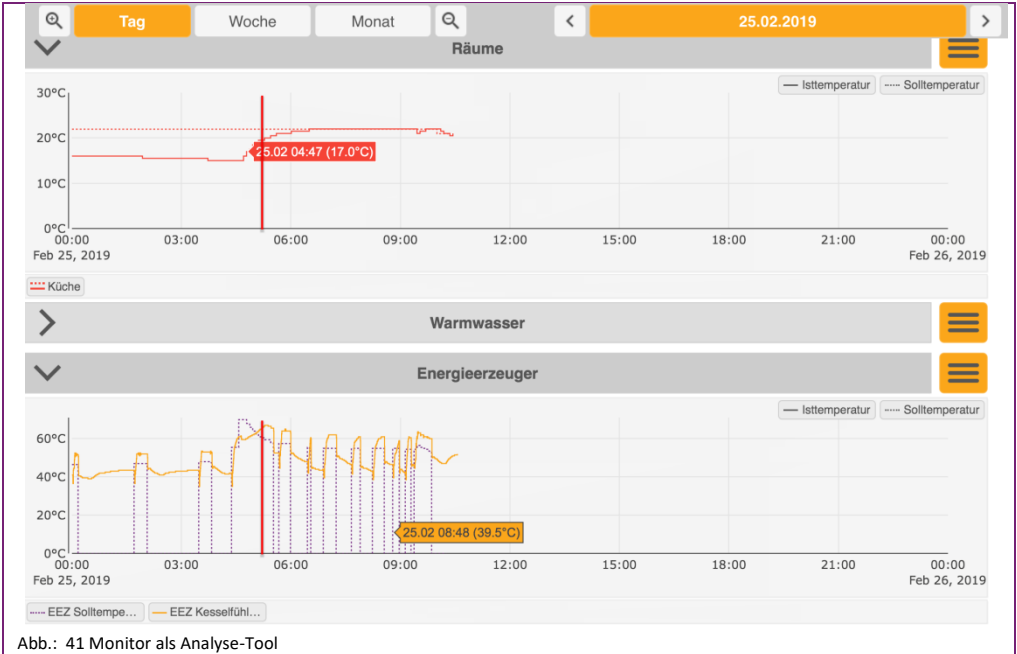 Tag Woche Monat 25.02.2019
Räume
Isttemperatur Solltemperatur
30°C
20°C
25.02 04:47 (17.0°C)
10°C
0°C
00:00 03:00 06:00 09:00 12:00 15:00 18:00 21:00 00:00
Feb 25, 2019 Feb 26, 2019
Küche
Warmwasser
Energieerzeuger
Isttemperatur Solltemperatur
60°C
40°C
20°C
25.02 08:48 (39.5°C)
0°C
00:00 03:00 06:00 09:00 12:00 15:00 18:00 21:00 00:00
Feb 25, 2019 Feb 26, 2019
EEZ Solltempe... EEZ Kesselfühl...
Abb.: 41 Monitor als Analyse-Tool